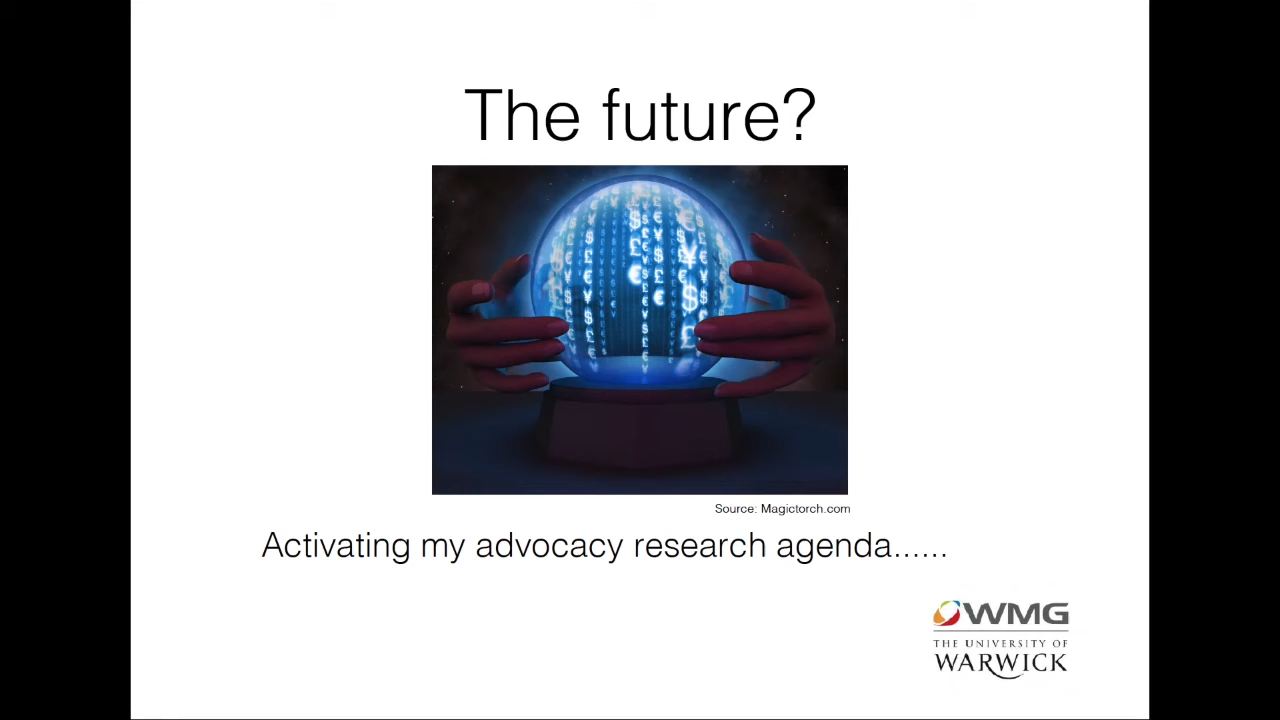 The future?
Source: Magictorch.com
Activating my advocacy research agenda......
WMG
THE UNIVERSITY OF
WARWICK